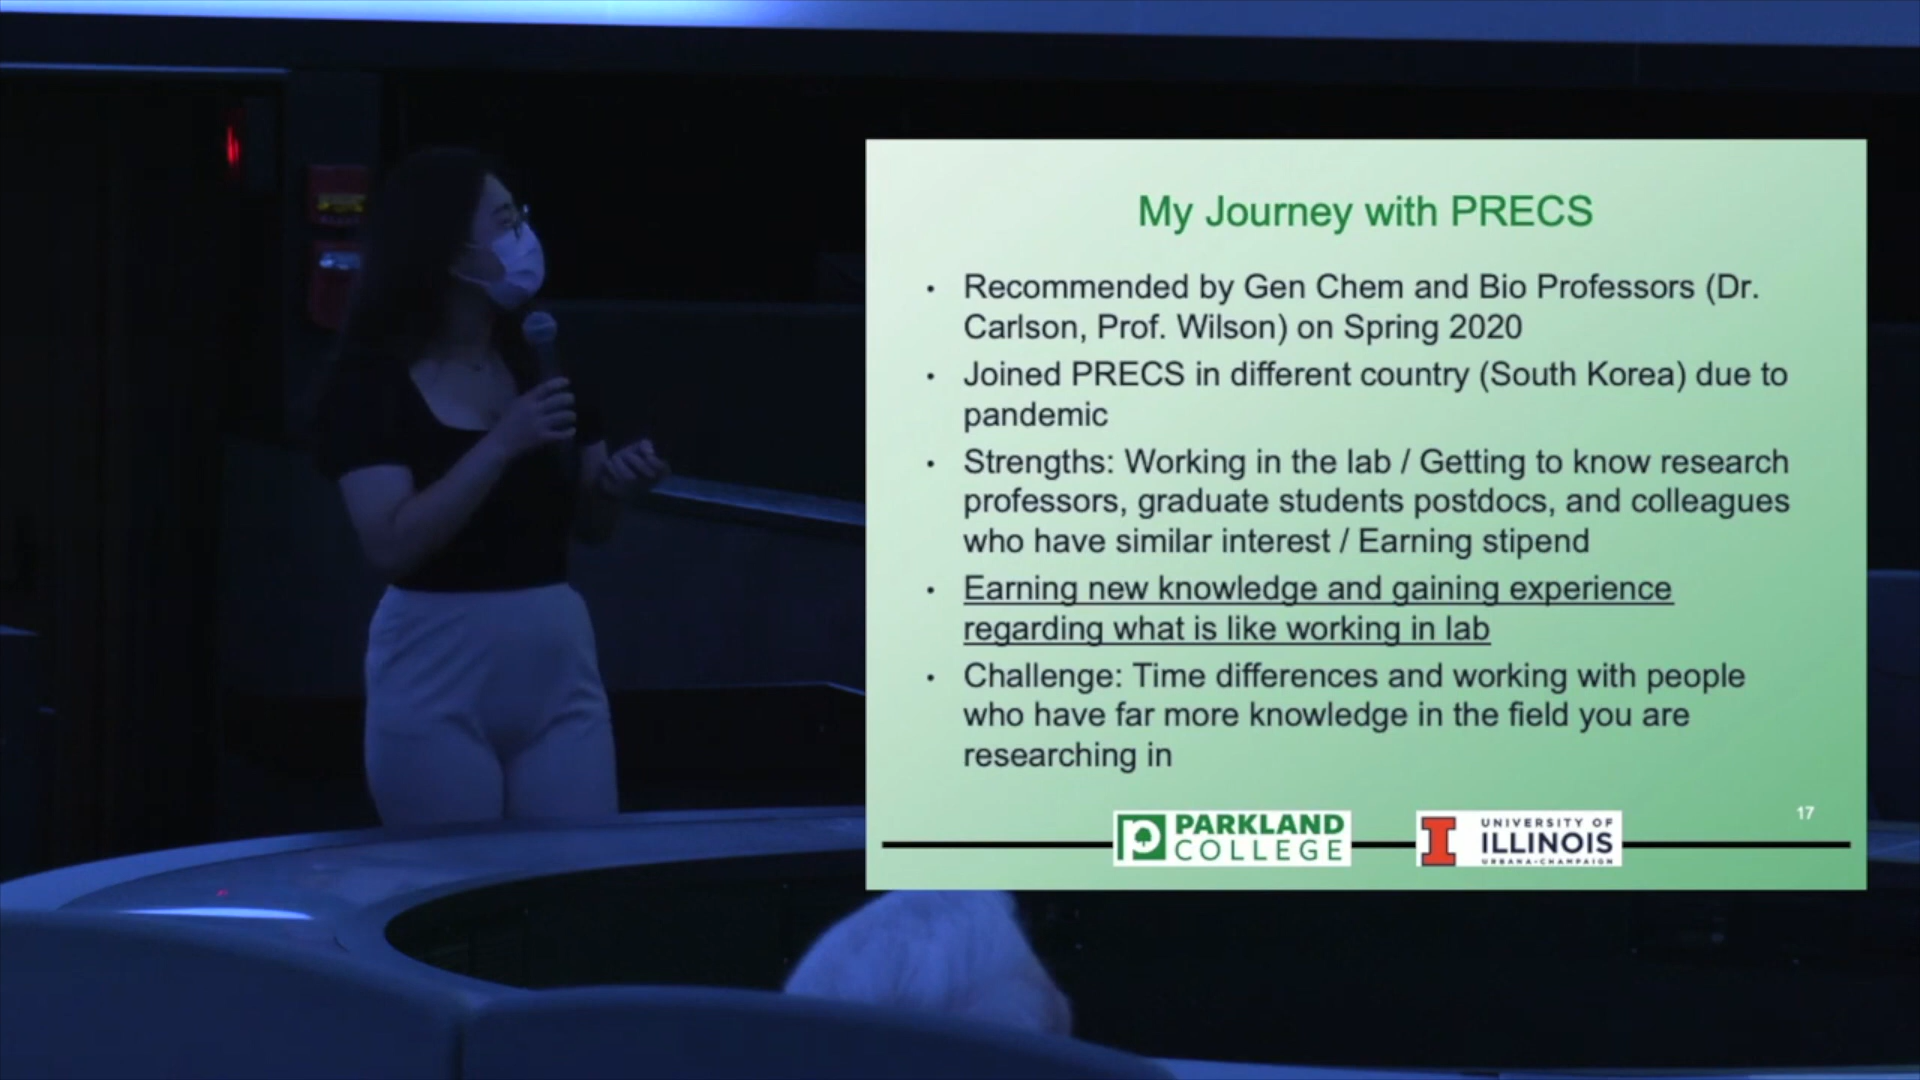 My Journey with PRECS
• Recommended by Gen Chem and Bio Professors (Dr.
Carlson, Prof. Wilson) on Spring 2020
• Joined PRECS in different country (South Korea) due to
pandemic
• Strengths: Working in the lab / Getting to know research
professors, graduate students postdocs, and colleagues
who have similar interest / Earning stipend
• Earning new knowledge and gaining experience
regarding what is like working in lab
• Challenge: Time differences and working with people
who have far more knowledge in the field you are
researching in
17
PARKLAND
COLLEGE
UNIVERSITY OF
ILLINOIS
URBANA-CHAMPAIGN